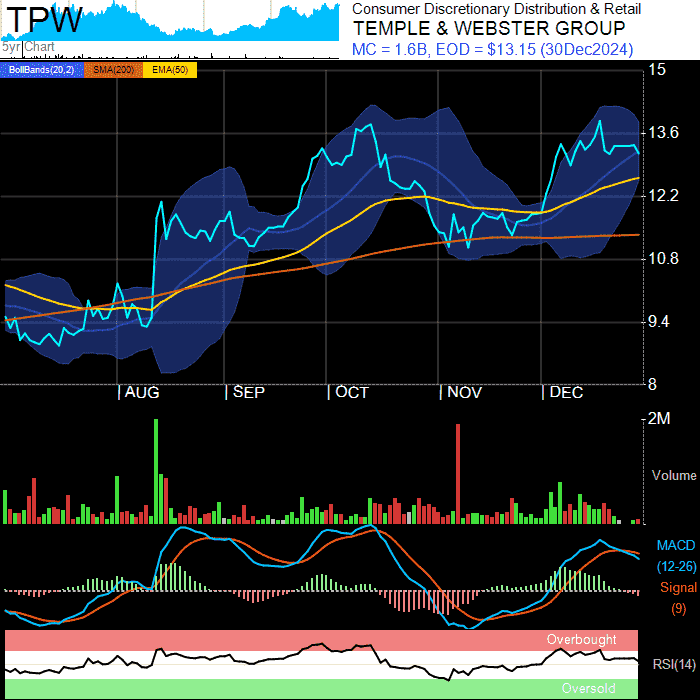 TPW
5yr Chart
Consumer Discretionary Distribution & Retail
TEMPLE & WEBSTER GROUP
MC = 1.6B, EOD = $13.15 (30Dec2024)
BollBands(20,2) SMA(200) EMA(50)
15
13.6
12.2
10.8
9.4
8
AUG SEP OCT NOV DEC
2M
Volume
MACD
(12-26)
Signal
(9)
Overbought
RSI(14)
Oversold